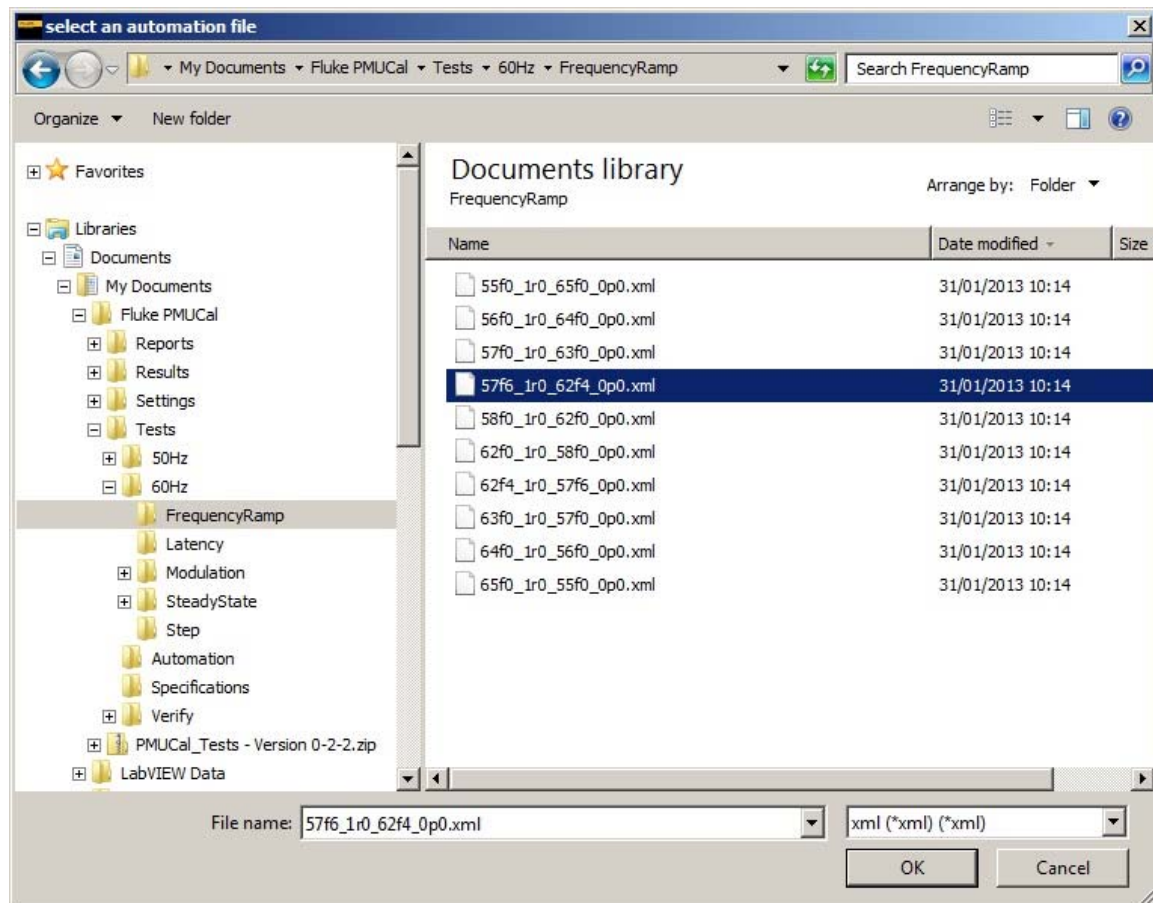 select an automation file
My Documents Fluke PMUCal Tests 60Hz FrequencyRamp Search FrequencyRamp
Organize New folder
Favorites
Libraries
Documents
My Documents
Fluke PMUCal
Reports
Results
Settings
Tests
50Hz
60Hz
FrequencyRamp
Latency
Modulation
SteadyState
Step
Automation
Specifications
Verify
PMUCal_Tests - Version 0-2-2.zip
LabVIEW Data
Documents library
FrequencyRamp
Arrange by: Folder
Name Date modified Size
55f0_1r0_65f0_0p0.xml 31/01/2013 10:14
56f0_1r0_64f0_0p0.xml 31/01/2013 10:14
57f0_1r0_63f0_0p0.xml 31/01/2013 10:14
57f6_1r0_62f4_0p0.xml 31/01/2013 10:14
58f0_1r0_62f0_0p0.xml 31/01/2013 10:14
62f0_1r0_58f0_0p0.xml 31/01/2013 10:14
62f4_1r0_57f6_0p0.xml 31/01/2013 10:14
63f0_1r0_57f0_0p0.xml 31/01/2013 10:14
64f0_1r0_56f0_0p0.xml 31/01/2013 10:14
65f0_1r0_55f0_0p0.xml 31/01/2013 10:14
File name: 57f6_1r0_62f4_0p0.xml xml (*xml) (*xml)
OK Cancel